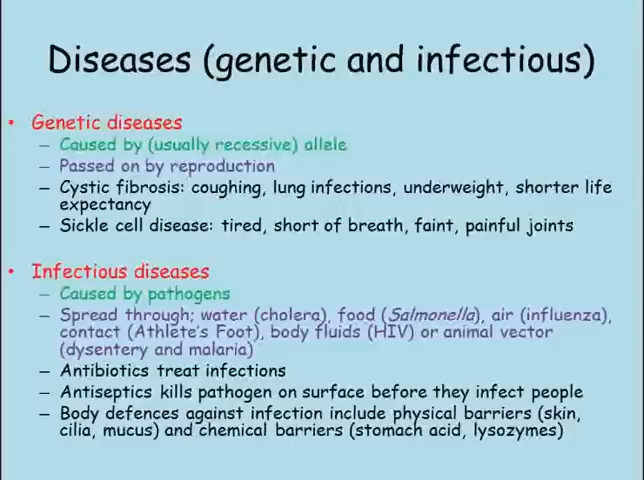 Diseases (genetic and infectious)
• Genetic diseases
– Caused by (usually recessive) allele
– Passed on by reproduction
– Cystic fibrosis: coughing, lung infections, underweight, shorter life
expectancy
– Sickle cell disease: tired, short of breath, faint, painful joints
• Infectious diseases
– Caused by pathogens
– Spread through; water (cholera), food (Salmonella), air (influenza),
contact (Athlete's Foot), body fluids (HIV) or animal vector
(dysentery and malaria)
– Antibiotics treat infections
– Antiseptics kills pathogen on surface before they infect people
– Body defences against infection include physical barriers (skin,
cilia, mucus) and chemical barriers (stomach acid, lysozymes)